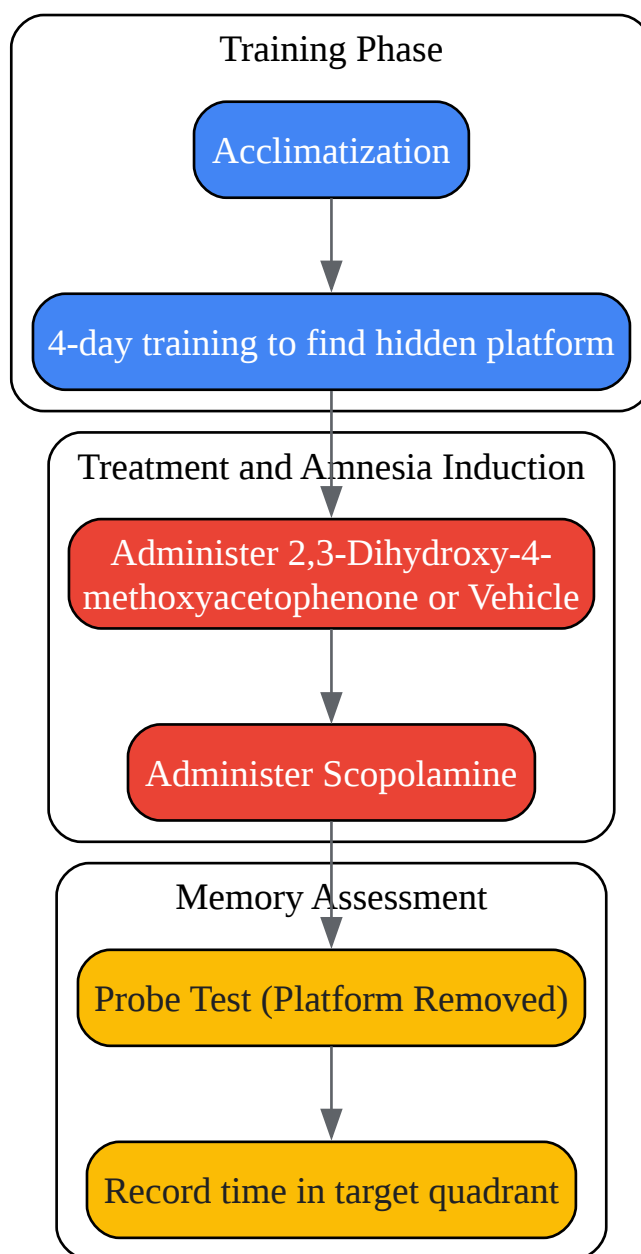 Training Phase
Acclimatization
4-day training to find hidden platform
Treatment and Amnesia Induction
Administer 2,3-Dihydroxy-4-
methoxyacetophenone or Vehicle
Administer Scopolamine
Memory Assessment
Probe Test (Platform Removed)
Record time in target quadrant